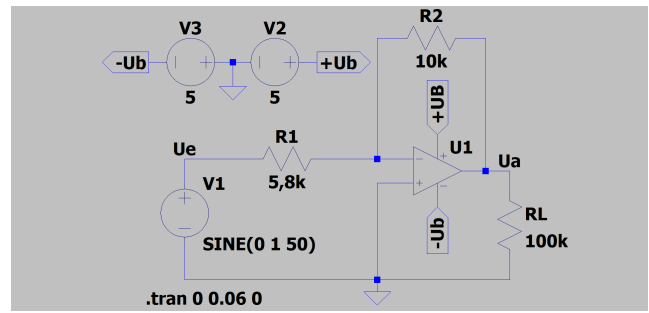 V3 V2 R2
-Ub +Ub
10k
5 5
+UB
R1 U1
Ue Ua
5,8k
V1
-Ub RL
SINE(0 1 50) 100k
.tran 0 0.06 0